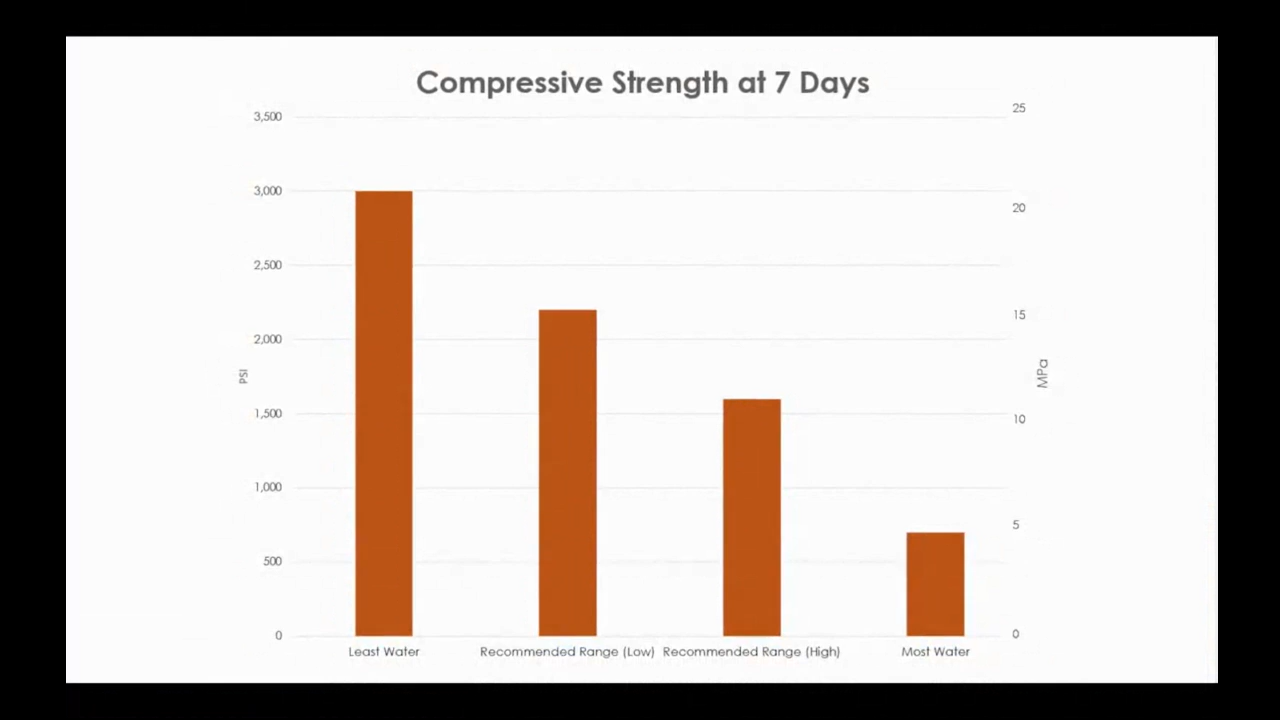 Compressive Strength at 7 Days
3,500
3,000
2,500
2,000
1,500
1,000
500
0
PSI
25
20
15
10
5
0
MPa
Least Water
Recommended Range (Low)
Recommended Range (High)
Most Water